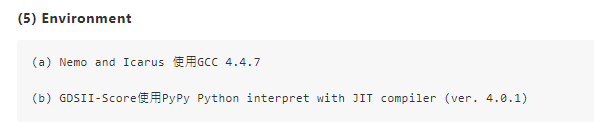 (5) Environment
(a) Nemo and Icarus 使用GCC 4.4.7
(b) GDSII-Score使用PyPy Python interpret with JIT compiler (ver. 4.0.1)